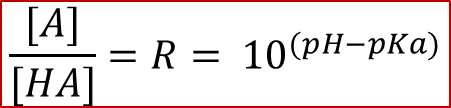 [A]/[HA] = R = 10^(pH−pKa)